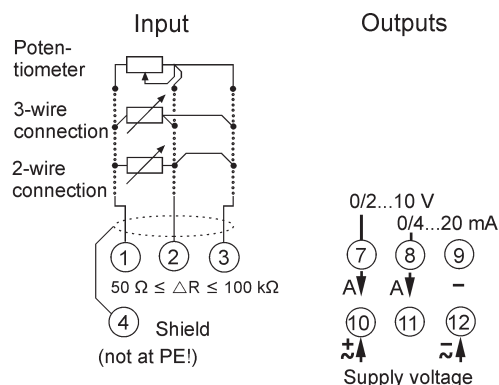 Input
Outputs
Poten-
tiometer
3-wire
connection
2-wire
connection
0/2...10 V
0/4...20 mA
1 2 3
7 8 9
50 Ω ≤ △R ≤ 100 kΩ
A A –
4 Shield
10 11 12
(not at PE!)
+ –
~ ~
Supply voltage